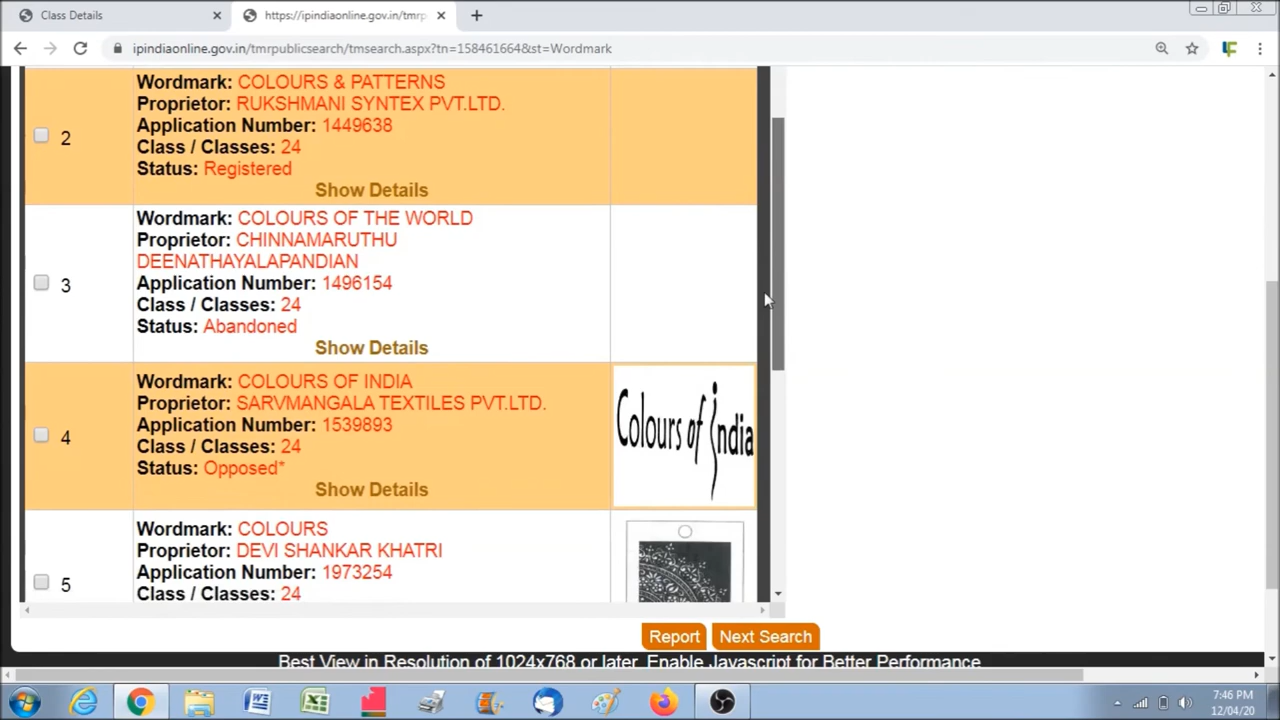 Class Details
https://ipindiaonline.gov.in/tmrp
ipindiaonline.gov.in/tmrpublicsearch/tmsearch.aspx?tn=158461664&st=Wordmark
Wordmark: COLOURS & PATTERNS
Proprietor: RUKSHMANI SYNTEX PVT.LTD.
Application Number: 1449638
2
Class / Classes: 24
Status: Registered
Show Details
Wordmark: COLOURS OF THE WORLD
Proprietor: CHINNAMARUTHU
DEENATHAYALAPANDIAN
3
Application Number: 1496154
Class / Classes: 24
Status: Abandoned
Show Details
Wordmark: COLOURS OF INDIA
Proprietor: SARVMANGALA TEXTILES PVT.LTD.
Application Number: 1539893
4
Class / Classes: 24
Status: Opposed*
Show Details
Colours of india
Wordmark: COLOURS
Proprietor: DEVI SHANKAR KHATRI
Application Number: 1973254
5
Class / Classes: 24
Report
Next Search
Best View in Resolution of 1024x768 or later. Enable Javascript for Better Performance
7:46 PM
12/04/20